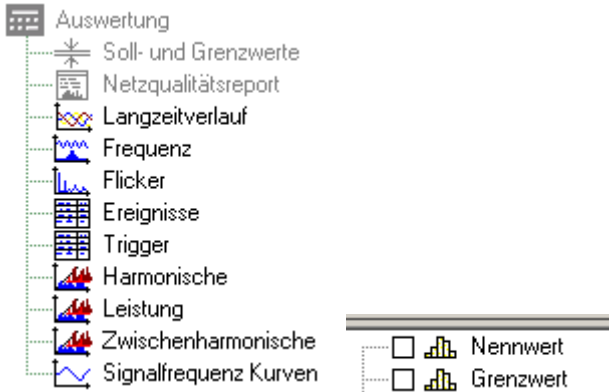 Auswertung
Soll- und Grenzwerte
Netzqualitätsreport
Langzeitverlauf
Frequenz
Flicker
Ereignisse
Trigger
Harmonische
Leistung
Zwischenharmonische
Signalfrequenz Kurven
Nennwert
Grenzwert